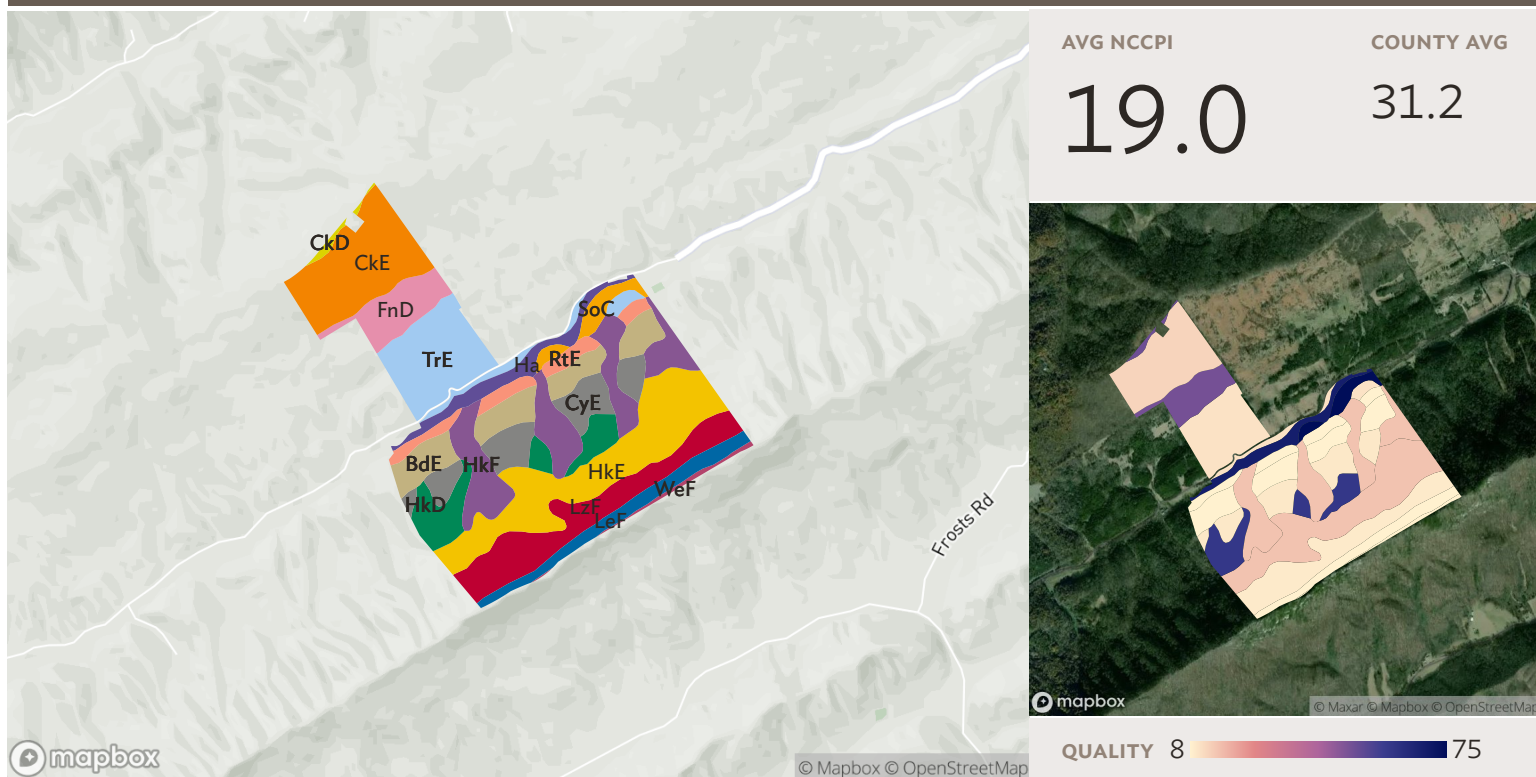 AVG NCCPI
COUNTY AVG
19.0
31.2
CkD
CkE
FnD
SoC
TrE
Ha
RtE
CyE
BdE
HkF
HkE
HkD
WeF
LzF
LeF
Frosts Rd
mapbox
© Mapbox © OpenStreetMap
mapbox
© Maxar © Mapbox © OpenStreetMap
QUALITY 8 75